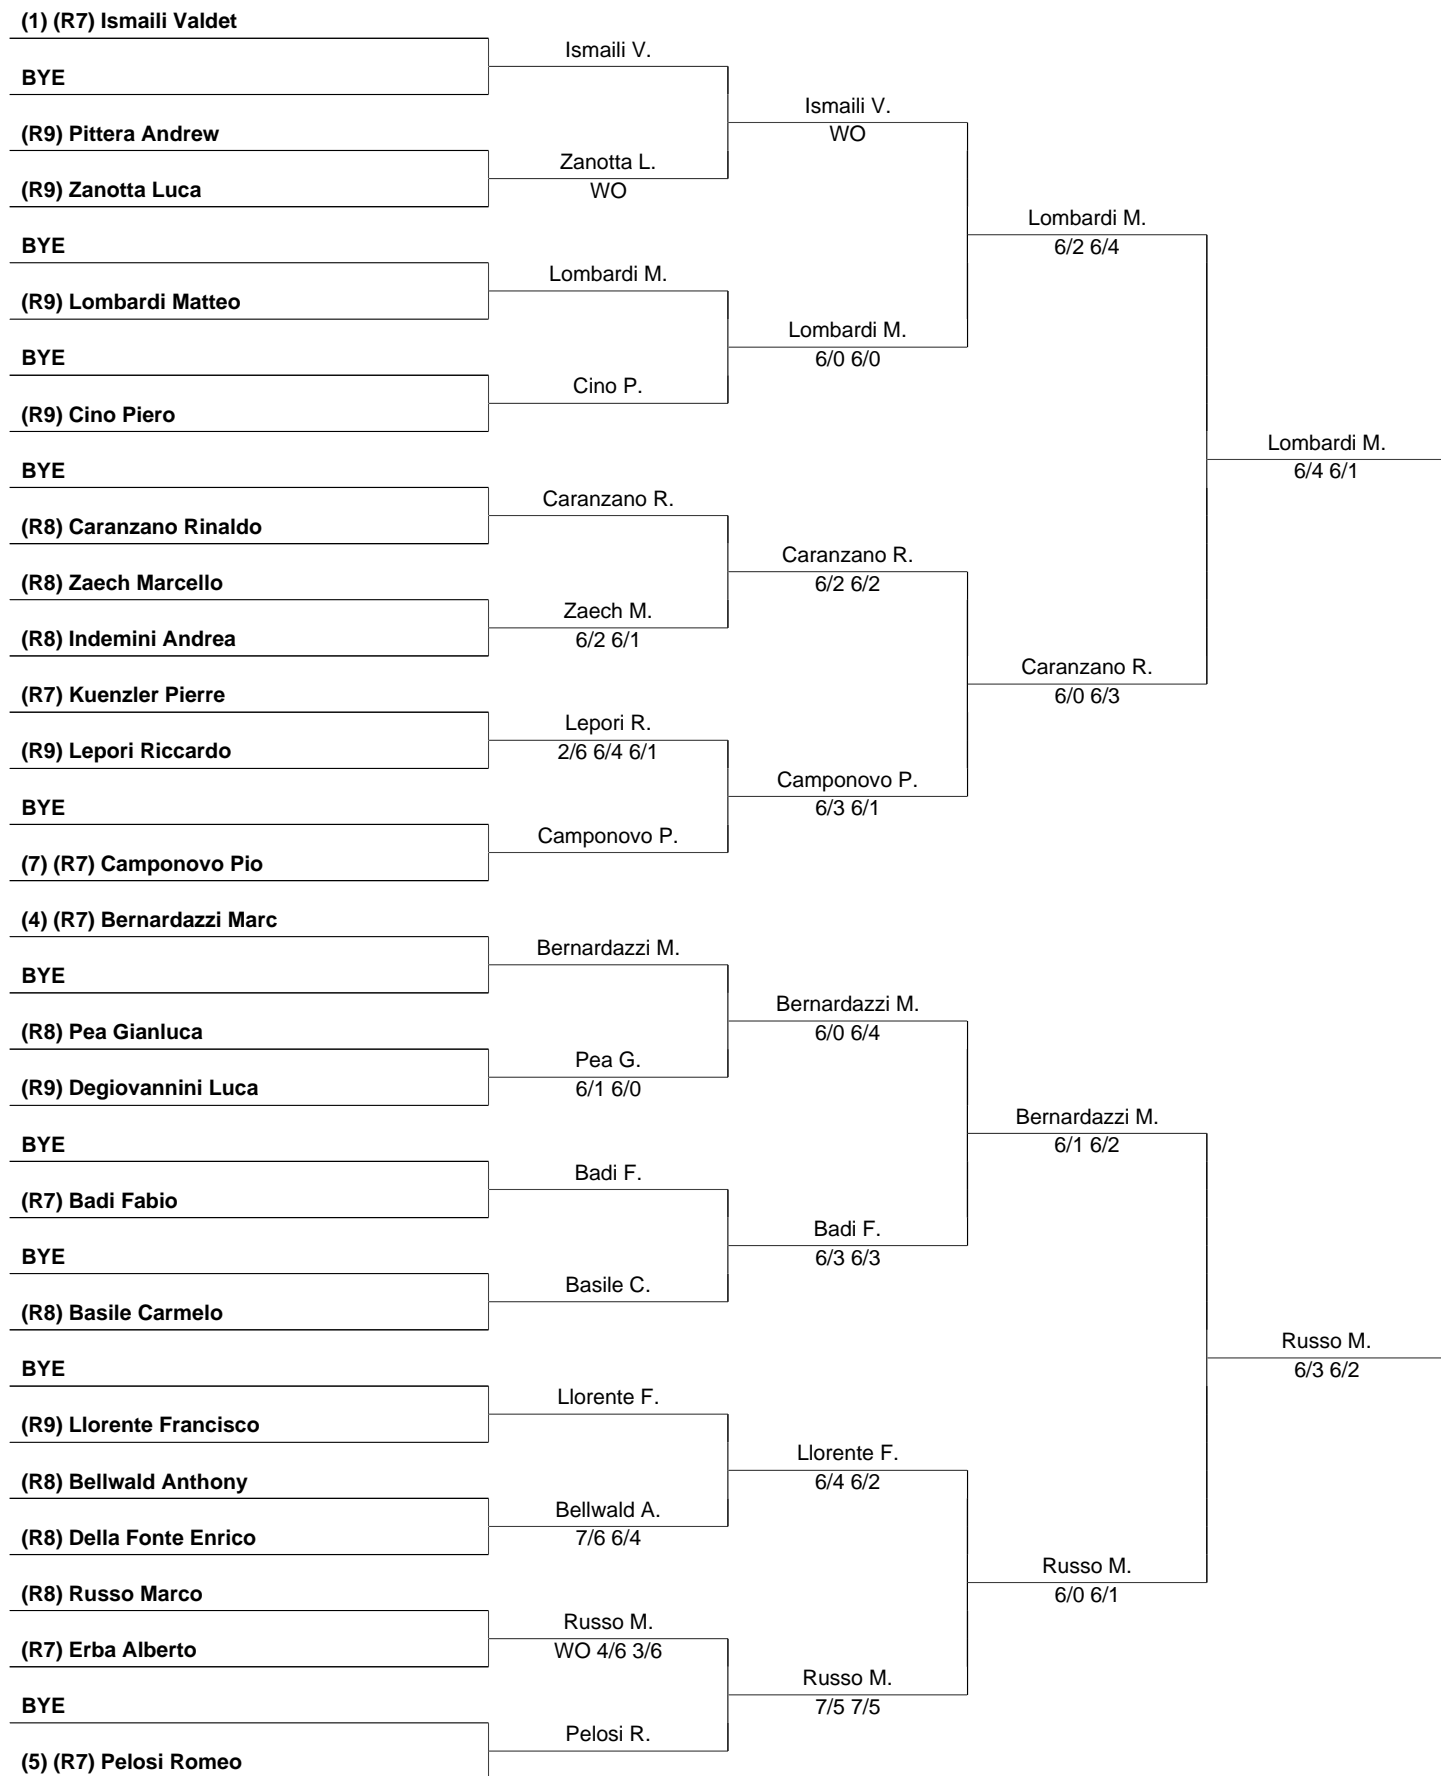 (1) (R7) Ismaili Valdet
Ismaili V.
BYE
Ismaili V.
WO
(R9) Pittera Andrew
Zanotta L.
WO
(R9) Zanotta Luca
Lombardi M.
6/2 6/4
BYE
Lombardi M.
(R9) Lombardi Matteo
Lombardi M.
6/0 6/0
BYE
Cino P.
(R9) Cino Piero
Lombardi M.
6/4 6/1
BYE
Caranzano R.
(R8) Caranzano Rinaldo
Caranzano R.
6/2 6/2
(R8) Zaech Marcello
Zaech M.
6/2 6/1
(R8) Indemini Andrea
Caranzano R.
6/0 6/3
(R7) Kuenzler Pierre
Lepori R.
2/6 6/4 6/1
(R9) Lepori Riccardo
Camponovo P.
6/3 6/1
BYE
Camponovo P.
(7) (R7) Camponovo Pio
(4) (R7) Bernardazzi Marc
Bernardazzi M.
BYE
Bernardazzi M.
6/0 6/4
(R8) Pea Gianluca
Pea G.
6/1 6/0
(R9) Degiovannini Luca
Bernardazzi M.
6/1 6/2
BYE
Badi F.
(R7) Badi Fabio
Badi F.
6/3 6/3
BYE
Basile C.
(R8) Basile Carmelo
Russo M.
6/3 6/2
BYE
Llorente F.
(R9) Llorente Francisco
Llorente F.
6/4 6/2
(R8) Bellwald Anthony
Bellwald A.
7/6 6/4
(R8) Della Fonte Enrico
Russo M.
6/0 6/1
(R8) Russo Marco
Russo M.
WO 4/6 3/6
(R7) Erba Alberto
Russo M.
7/5 7/5
BYE
Pelosi R.
(5) (R7) Pelosi Romeo